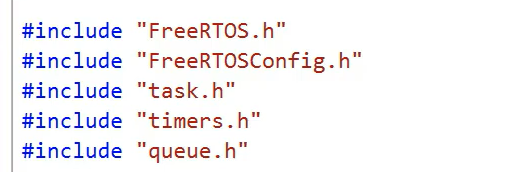 #include "FreeRTOS.h"
#include "FreeRTOSConfig.h"
#include "task.h"
#include "timers.h"
#include "queue.h"